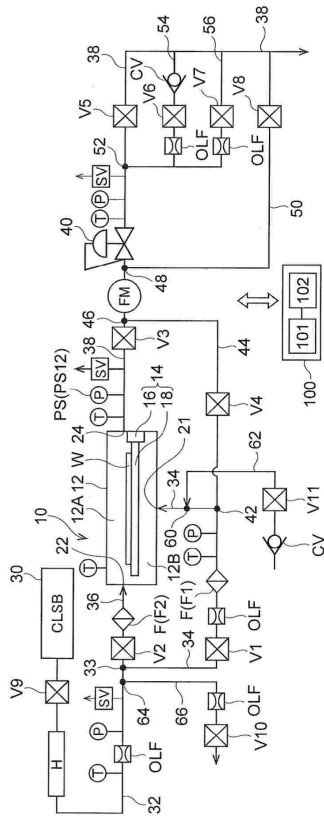 30
CLSB
V9
H
32
T
OLF
P
SV
64
33
V2
F(F2)
36
22
T
10
12A
12
W
24
16
14
18
21
12B
34
60
66
OLF
V10
34
V1
OLF
F(F1)
T
P
42
62
V11
CV
V4
44
PS(PS12)
T
P
SV
38
V3
46
FM
48
40
T
P
SV
52
V5
38
CV
54
V6
OLF
56
V7
OLF
V8
50
38
100
101
102